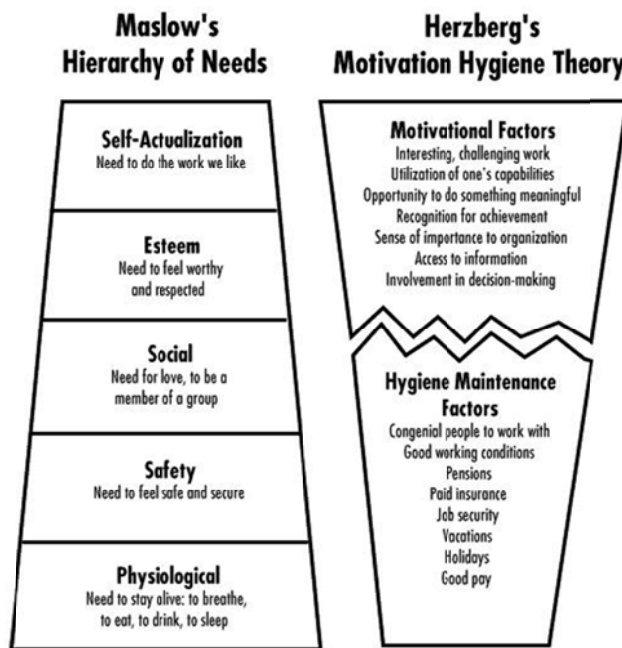 Maslow's
Hierarchy of Needs
Self-Actualization
Need to do the work we like
Esteem
Need to feel worthy
and respected
Social
Need for love, to be a
member of a group
Safety
Need to feel safe and secure
Physiological
Need to stay alive: to breathe,
to eat, to drink, to sleep
Herzberg's
Motivation Hygiene Theory
Motivational Factors
Interesting, challenging work
Utilization of one's capabilities
Opportunity to do something meaningful
Recognition for achievement
Sense of importance to organization
Access to information
Involvement in decision-making
Hygiene Maintenance
Factors
Congenial people to work with
Good working conditions
Pensions
Paid insurance
Job security
Vacations
Holidays
Good pay